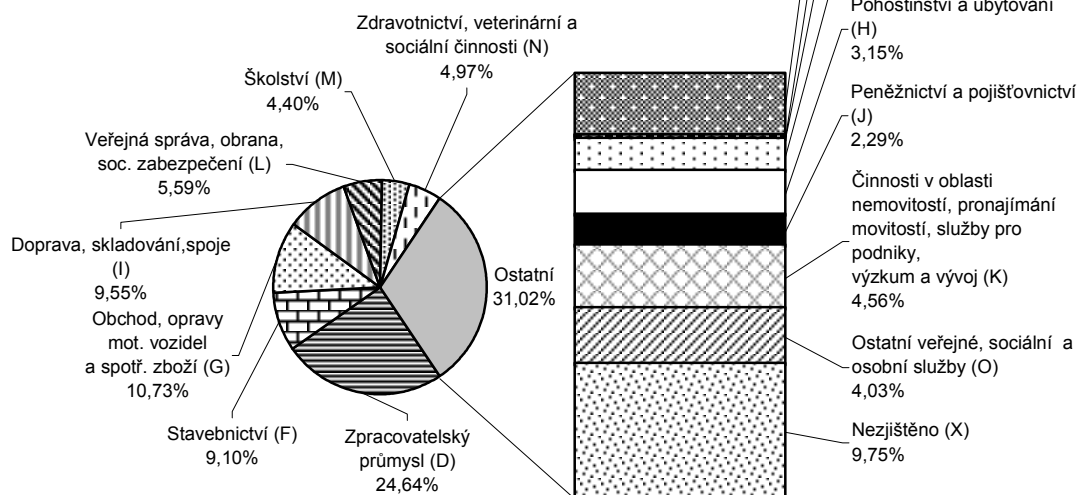 Zdravotnictví, veterinární a
sociální činnosti (N)
4,97%
Školství (M)
4,40%
Veřejná správa, obrana,
soc. zabezpečení (L)
5,59%
Doprava, skladování,spoje
(I)
9,55%
Obchod, opravy
mot. vozidel
a spotř. zboží (G)
10,73%
Stavebnictví (F)
9,10%
Zpracovatelský
průmysl (D)
24,64%
Ostatní
31,02%
Pohostinství a ubytování
(H)
3,15%
Peněžnictví a pojišťovnictví
(J)
2,29%
Činnosti v oblasti
nemovitostí, pronajímání
movitostí, služby pro
podniky,
výzkum a vývoj (K)
4,56%
Ostatní veřejné, sociální a
osobní služby (O)
4,03%
Nezjištěno (X)
9,75%